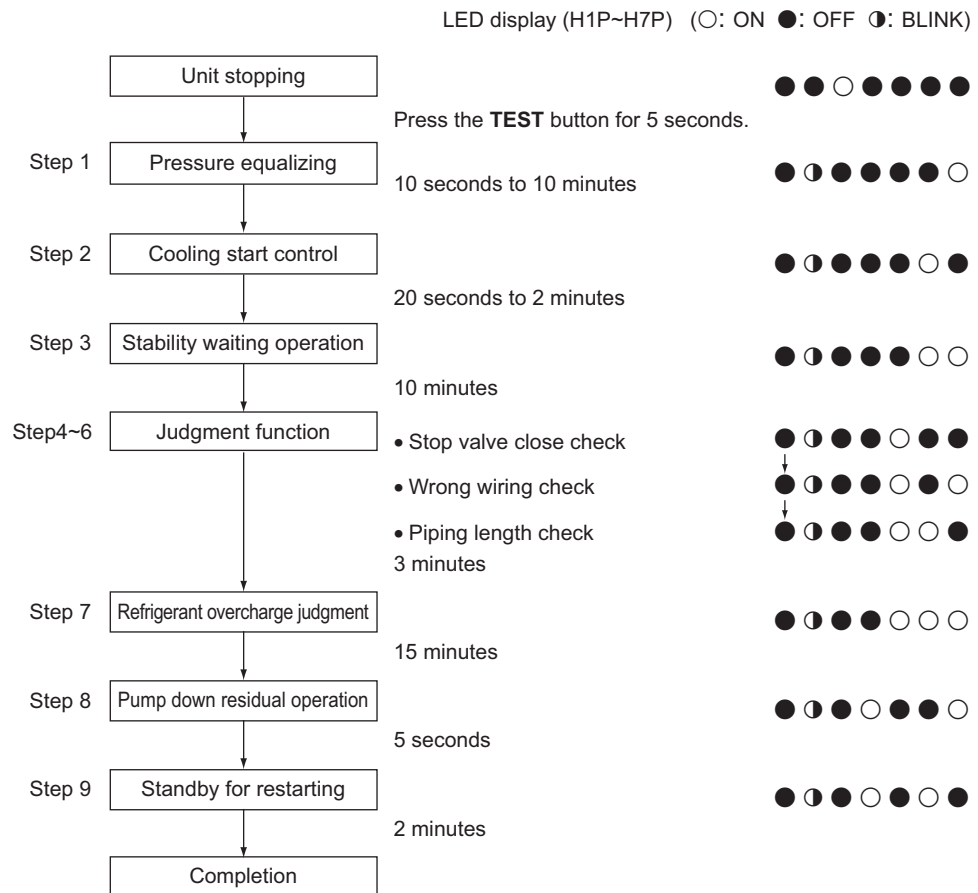 LED display (H1P~H7P) (○: ON ●: OFF ◑: BLINK)
Unit stopping
Press the TEST button for 5 seconds.
Step 1
Pressure equalizing
10 seconds to 10 minutes
Step 2
Cooling start control
20 seconds to 2 minutes
Step 3
Stability waiting operation
10 minutes
Step4~6
Judgment function
• Stop valve close check
• Wrong wiring check
• Piping length check
3 minutes
Step 7
Refrigerant overcharge judgment
15 minutes
Step 8
Pump down residual operation
5 seconds
Step 9
Standby for restarting
2 minutes
Completion